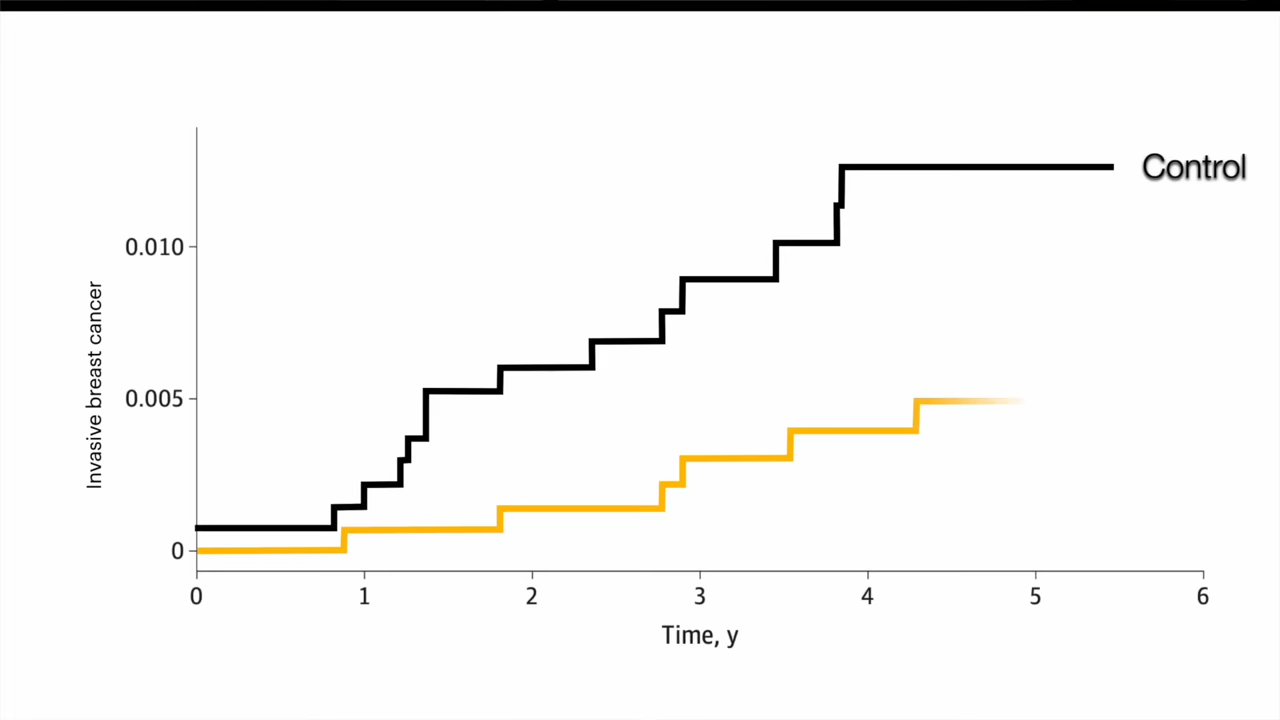 Control
0.010
0.005
0
Invasive breast cancer
0 1 2 3 4 5 6
Time, y